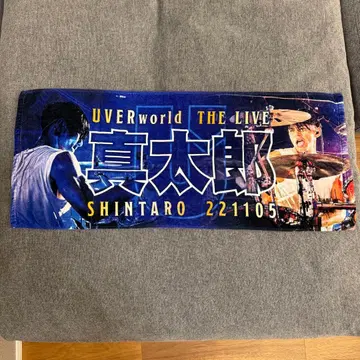 UVERworld THE LIVE
真太郎
SHINTARO 221105